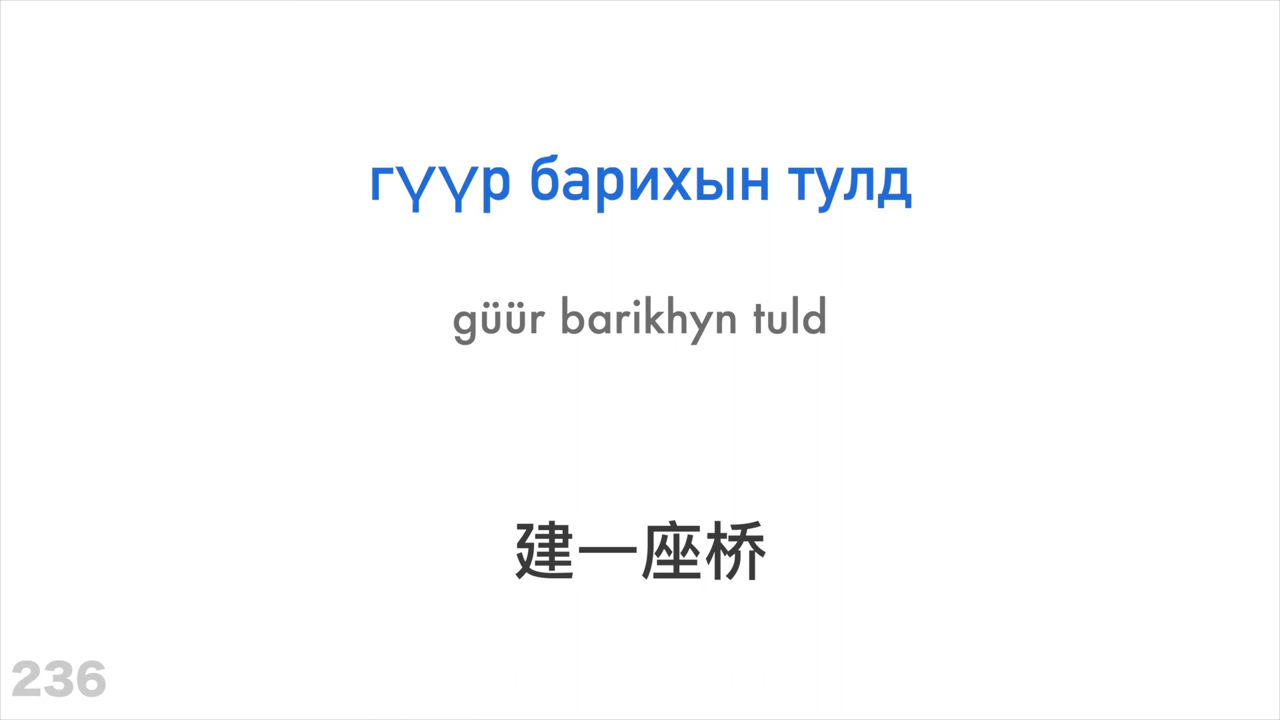 гүүр барихын тулд
güür barikhyn tuld
建一座桥
236